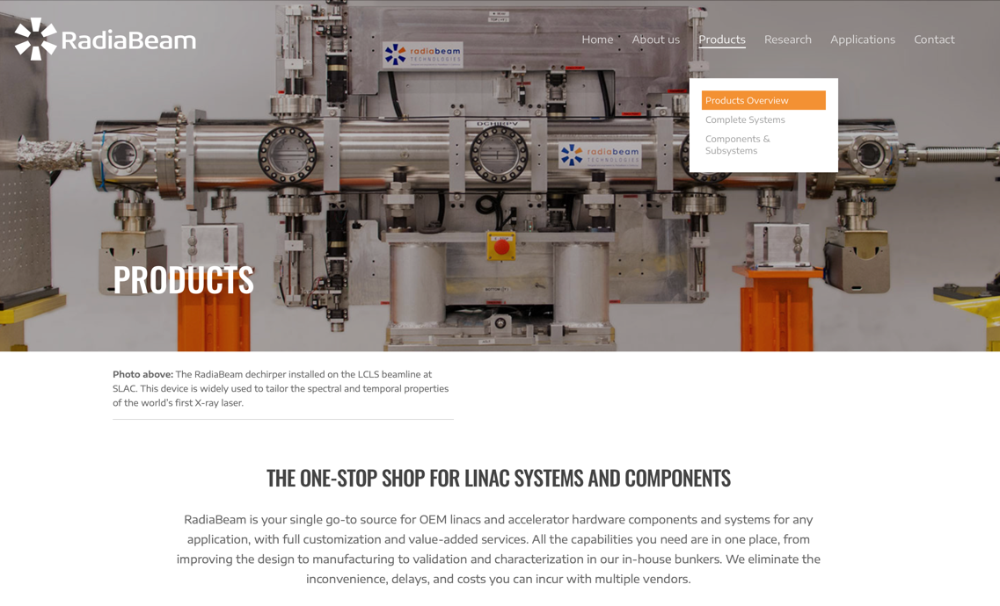 RadiaBeam
Home
About us
Products
Research
Applications
Contact
Products Overview
Complete Systems
Components &
Subsystems
radiabeam
TECHNOLOGIES
DCHIRPV
radiabeam
TECHNOLOGIES
PRODUCTS
Photo above: The RadiaBeam dechirper installed on the LCLS beamline at
SLAC. This device is widely used to tailor the spectral and temporal properties
of the world's first X-ray laser.
THE ONE-STOP SHOP FOR LINAC SYSTEMS AND COMPONENTS
RadiaBeam is your single go-to source for OEM linacs and accelerator hardware components and systems for any
application, with full customization and value-added services. All the capabilities you need are in one place, from
improving the design to manufacturing to validation and characterization in our in-house bunkers. We eliminate the
inconvenience, delays, and costs you can incur with multiple vendors.